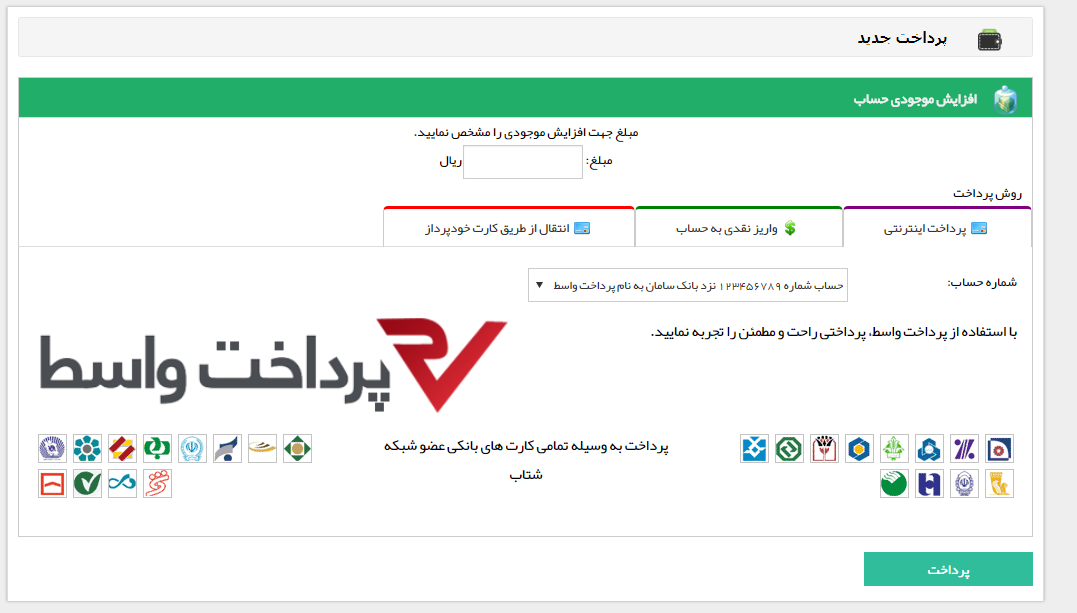 پرداخت جدید
افزایش موجودی حساب
مبلغ جهت افزایش موجودی را مشخص نمایید.
مبلغ: ریال
روش پرداخت
پرداخت اینترنتی
واریز نقدی به حساب
انتقال از طریق کارت خودپرداز
شماره حساب:
حساب شماره ۱۲۳۴۵۶۷۸۹ نزد بانک سامان به نام پرداخت واسط
با استفاده از پرداخت واسط، پرداختی راحت و مطمئن را تجربه نمایید.
پرداخت واسط
پرداخت به وسیله تمامی کارت های بانکی عضو شبکه
شتاب
پرداخت